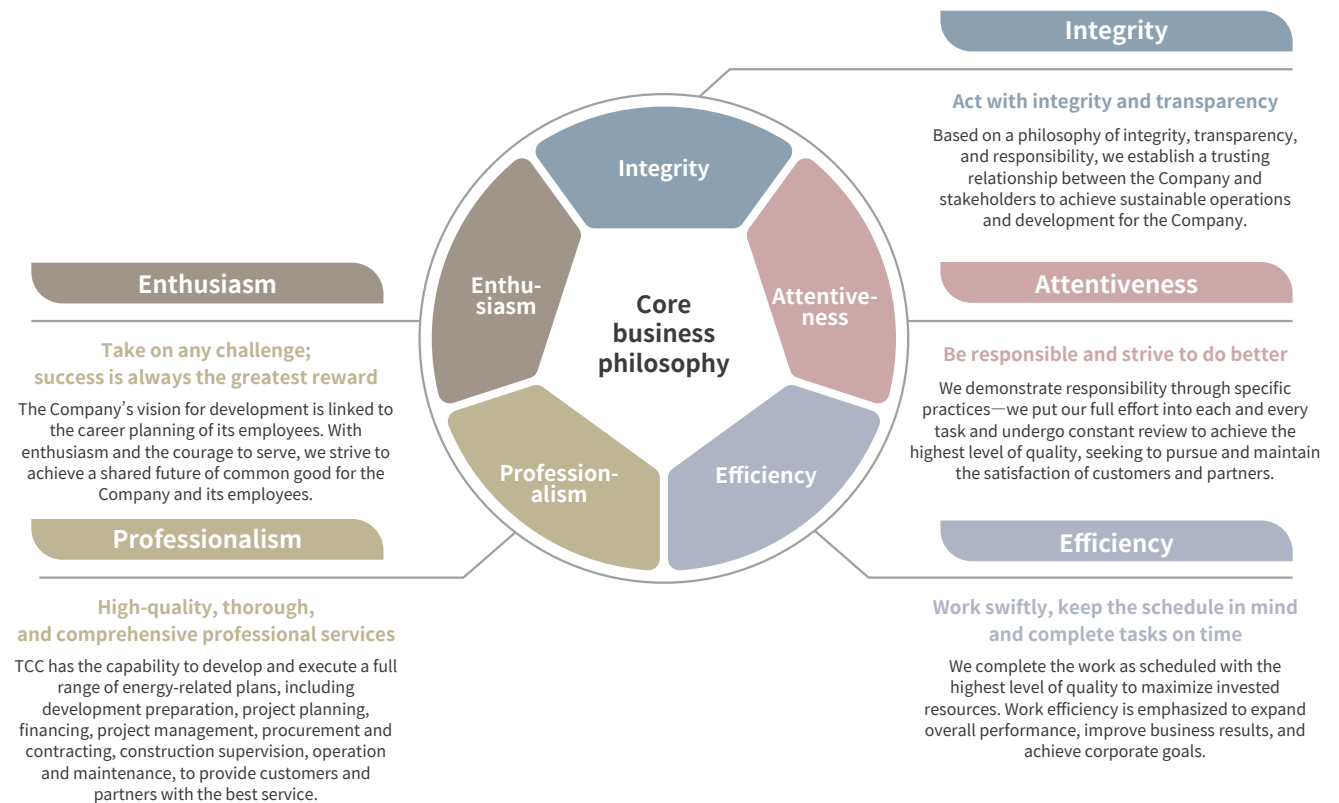 Integrity
Act with integrity and transparency
Based on a philosophy of integrity, transparency,
and responsibility, we establish a trusting
relationship between the Company and
stakeholders to achieve sustainable operations
and development for the Company.
Integrity
Enthu-
siasm
Attentive-
ness
Core
business
philosophy
Profession-
alism
Efficiency
Enthusiasm
Take on any challenge;
success is always the greatest reward
The Company's vision for development is linked to
the career planning of its employees. With
enthusiasm and the courage to serve, we strive to
achieve a shared future of common good for the
Company and its employees.
Attentiveness
Be responsible and strive to do better
We demonstrate responsibility through specific
practices—we put our full effort into each and every
task and undergo constant review to achieve the
highest level of quality, seeking to pursue and maintain
the satisfaction of customers and partners.
Professionalism
High-quality, thorough,
and comprehensive professional services
TCC has the capability to develop and execute a full
range of energy-related plans, including
development preparation, project planning,
financing, project management, procurement and
contracting, construction supervision, operation
and maintenance, to provide customers and
partners with the best service.
Efficiency
Work swiftly, keep the schedule in mind
and complete tasks on time
We complete the work as scheduled with the
highest level of quality to maximize invested
resources. Work efficiency is emphasized to expand
overall performance, improve business results, and
achieve corporate goals.